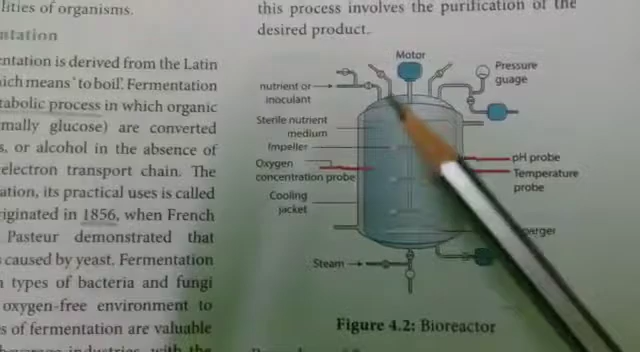 lities of organisms.
ntation
entation is derived from the Latin
ich means 'to boil'. Fermentation
tabolic process in which organic
mally glucose) are converted
s, or alcohol in the absence of
electron transport chain. The
ation, its practical uses is called
riginated in 1856, when French
Pasteur demonstrated that
caused by yeast. Fermentation
types of bacteria and fungi
oxygen-free environment to
s of fermentation are valuable
industries, with the
this process involves the purification of the
desired product.
Motor
Pressure
guage
nutrient or
inoculant
Sterile nutrient
medium
Impeller
Oxygen
concentration probe
Cooling
jacket
pH probe
Temperature
probe
parger
Steam
Figure 4.2: Bioreactor